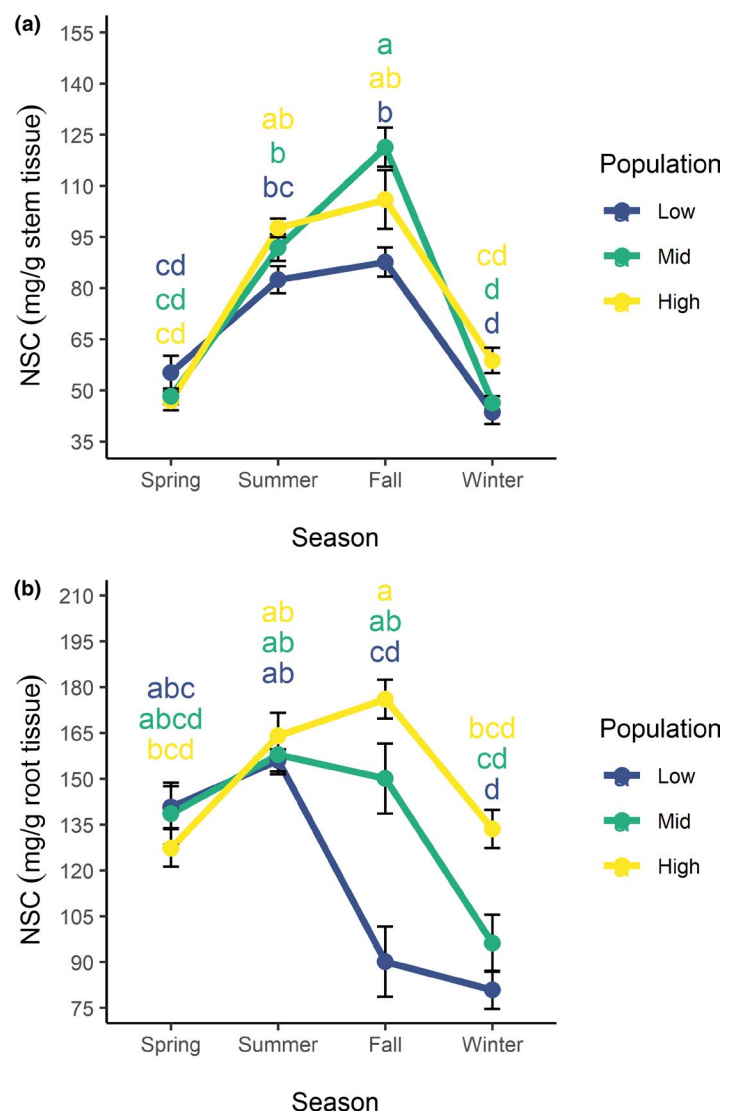 (a)
NSC (mg/g stem tissue)
155
140
125
110
95
80
65
50
35
cd
cd
cd
ab
b
bc
a
ab
b
cd
d
d
Spring Summer Fall Winter
Season
Population
Low
Mid
High
(b)
NSC (mg/g root tissue)
210
195
180
165
150
135
120
105
90
75
abc
abcd
bcd
ab
ab
ab
a
ab
cd
bcd
cd
d
Spring Summer Fall Winter
Season
Population
Low
Mid
High